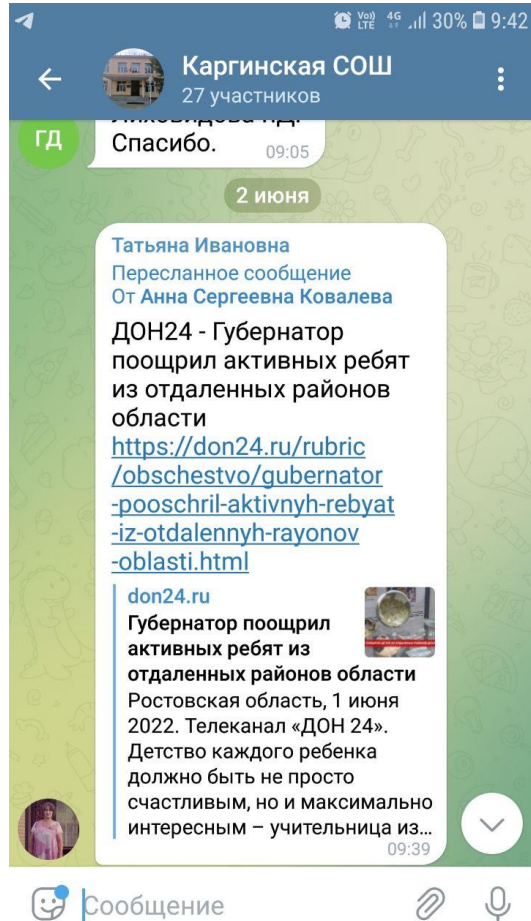 Vo))
LTE
4G
30%
9:42
Каргинская СОШ
27 участников
ГД
Спасибо.
09:05
2 июня
Татьяна Ивановна
Пересланное сообщение
От Анна Сергеевна Ковалева
ДОН24 - Губернатор
поощрил активных ребят
из отдаленных районов
области
https://don24.ru/rubric
/obschestvo/gubernator
-pooschril-aktivnyh-rebyat
-iz-otdalennyh-rayonov
-oblasti.html
don24.ru
Губернатор поощрил
активных ребят из
отдаленных районов области
Ростовская область, 1 июня
2022. Телеканал «ДОН 24».
Детство каждого ребенка
должно быть не просто
счастливым, но и максимально
интересным – учительница из...
09:39
Сообщение